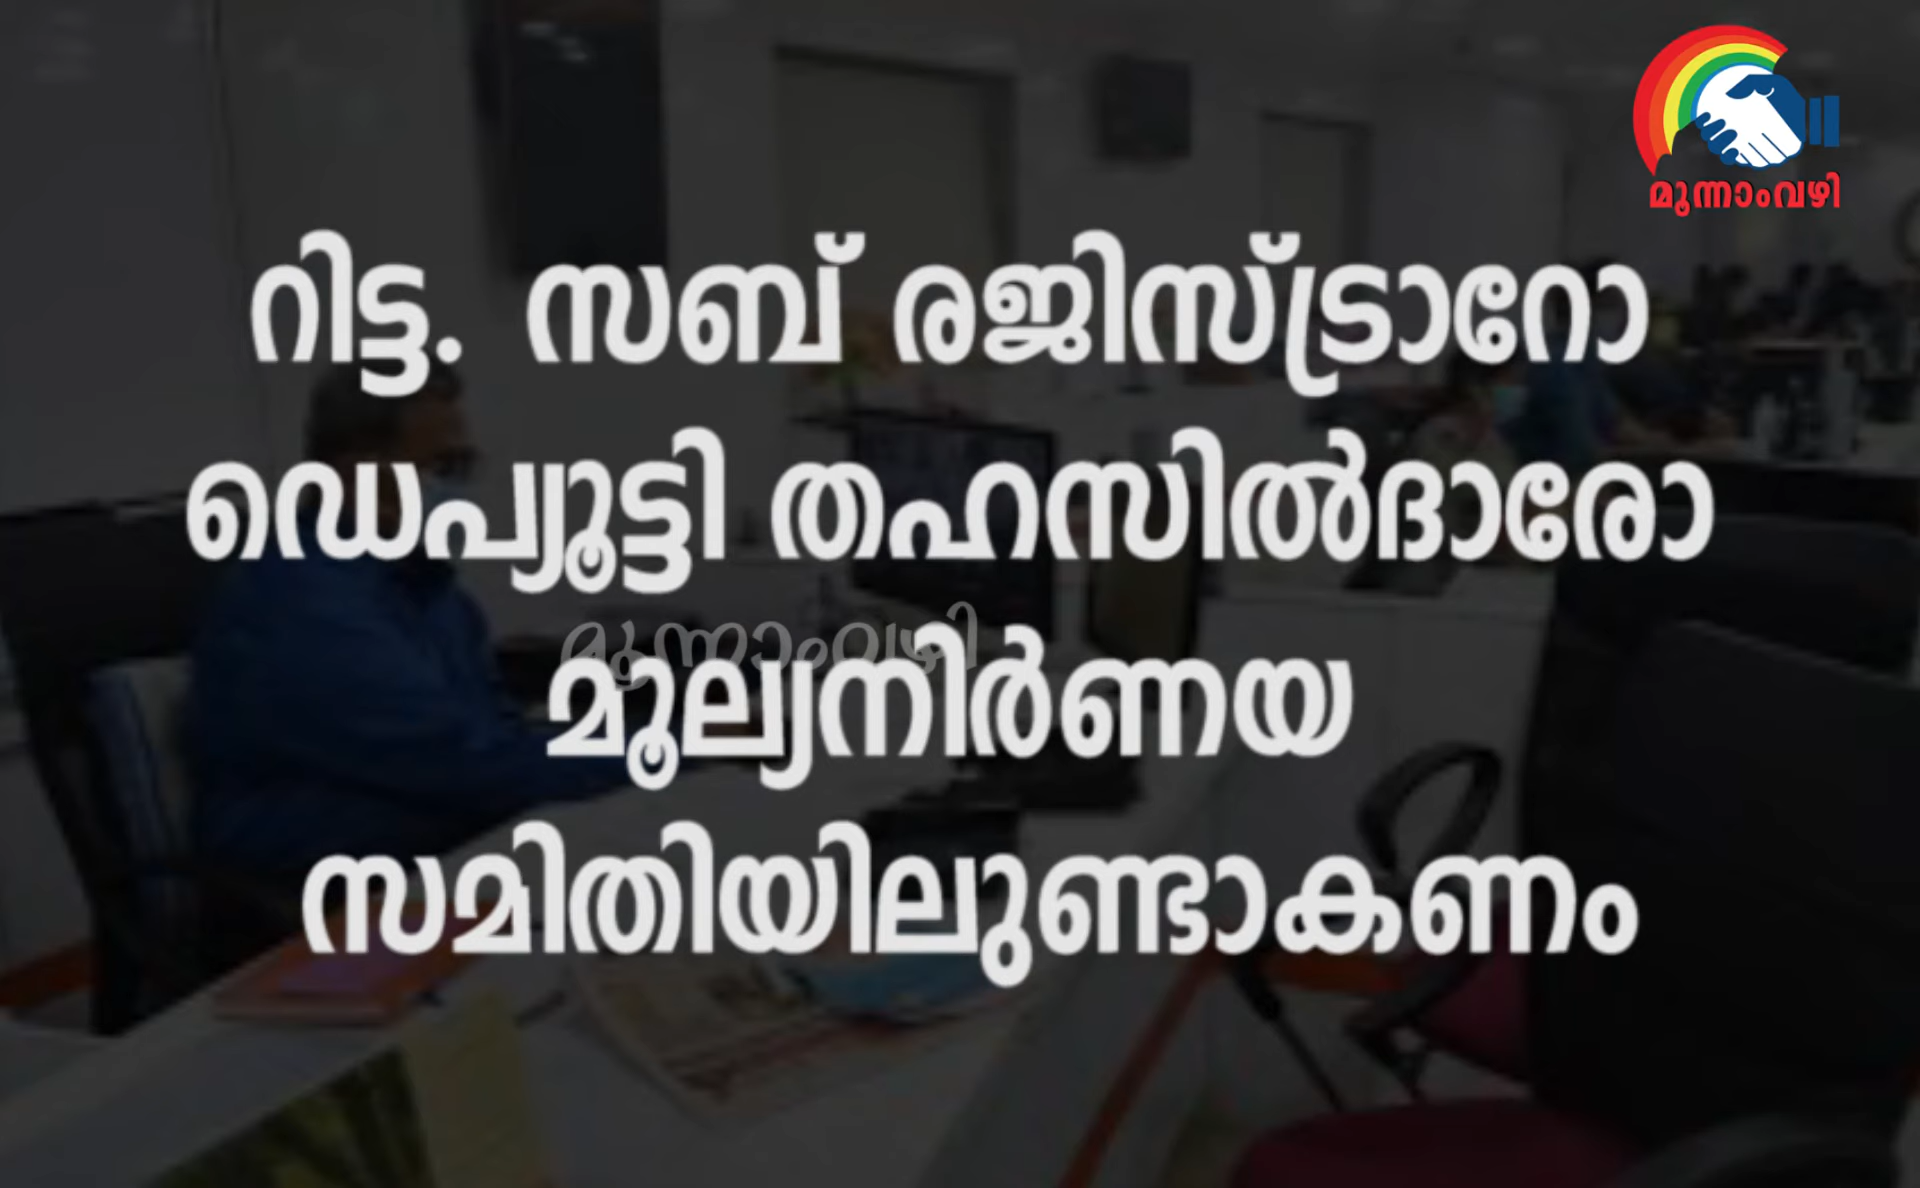 മൂന്നാംവഴി
റിട്ട. സബ് രജിസ്ട്രാറോ
ഡെപ്യൂട്ടി തഹസിൽദാരോ
മൂന്നാംവഴി
മൂല്യനിർണയ
സമിതിയിലുണ്ടാകണം